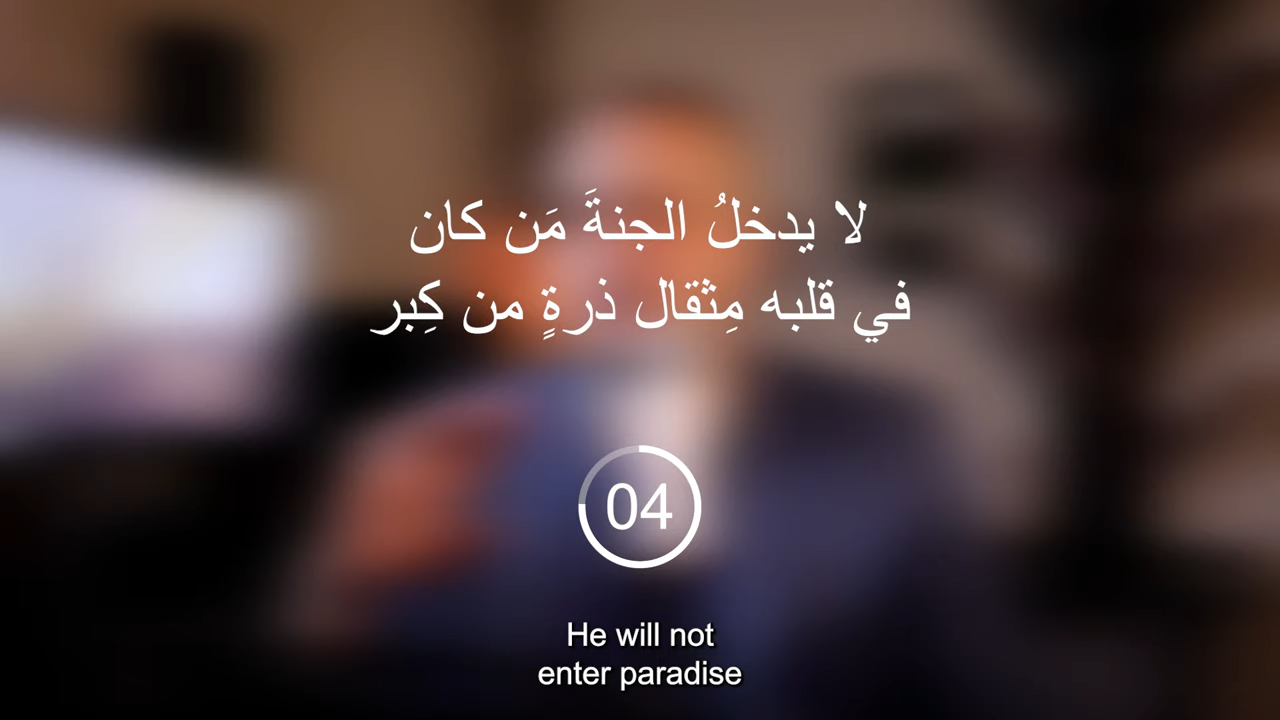 لا يدخلُ الجنةَ مَن كان
في قلبه مِثقال ذرةٍ من كِبر
04
He will not
enter paradise